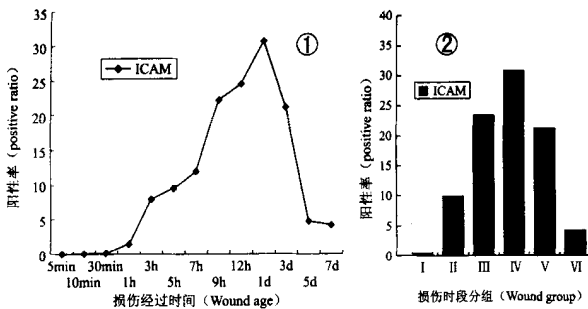 ①
ICAM
阳性率（positive ratio）
35
30
25
20
15
10
5
0
5min 30min 3h 7h 12h 3d 7d
10min 1h 5h 9h 1d 5d
损伤经过时间（Wound age）
②
ICAM
阳性率（positive ratio）
40
35
30
25
20
15
10
5
0
Ⅰ Ⅱ Ⅲ Ⅳ Ⅴ Ⅵ
损伤时段分组（Wound group）